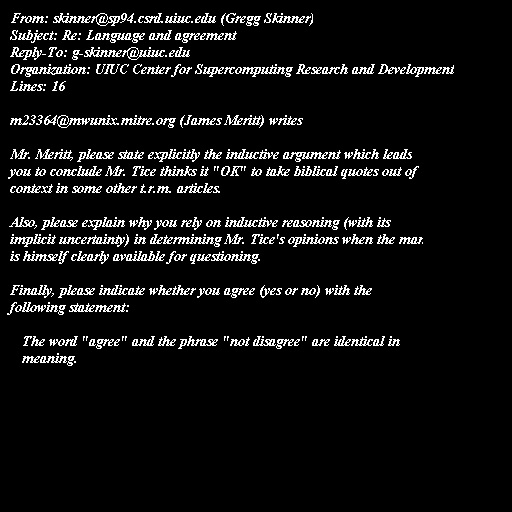 From: skinner@sp94.csrd.uiuc.edu (Gregg Skinner)
Subject: Re: Language and agreement
Reply-To: g-skinner@uiuc.edu
Organization: UIUC Center for Supercomputing Research and Development
Lines: 16
m23364@mwunix.mitre.org (James Meritt) writes
Mr. Meritt, please state explicitly the inductive argument which leads
you to conclude Mr. Tice thinks it "OK" to take biblical quotes out of
context in some other t.r.m. articles.
Also, please explain why you rely on inductive reasoning (with its
implicit uncertainty) in determining Mr. Tice's opinions when the man
is himself clearly available for questioning.
Finally, please indicate whether you agree (yes or no) with the
following statement:
The word "agree" and the phrase "not disagree" are identical in
meaning.